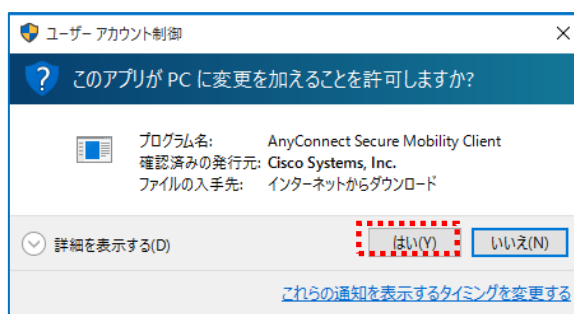 ユーザー アカウント制御
このアプリが PC に変更を加えることを許可しますか?
プログラム名: AnyConnect Secure Mobility Client
確認済みの発行元: Cisco Systems, Inc.
ファイルの入手先: インターネットからダウンロード
詳細を表示する(D) はい(Y) いいえ(N)
これらの通知を表示するタイミングを変更する